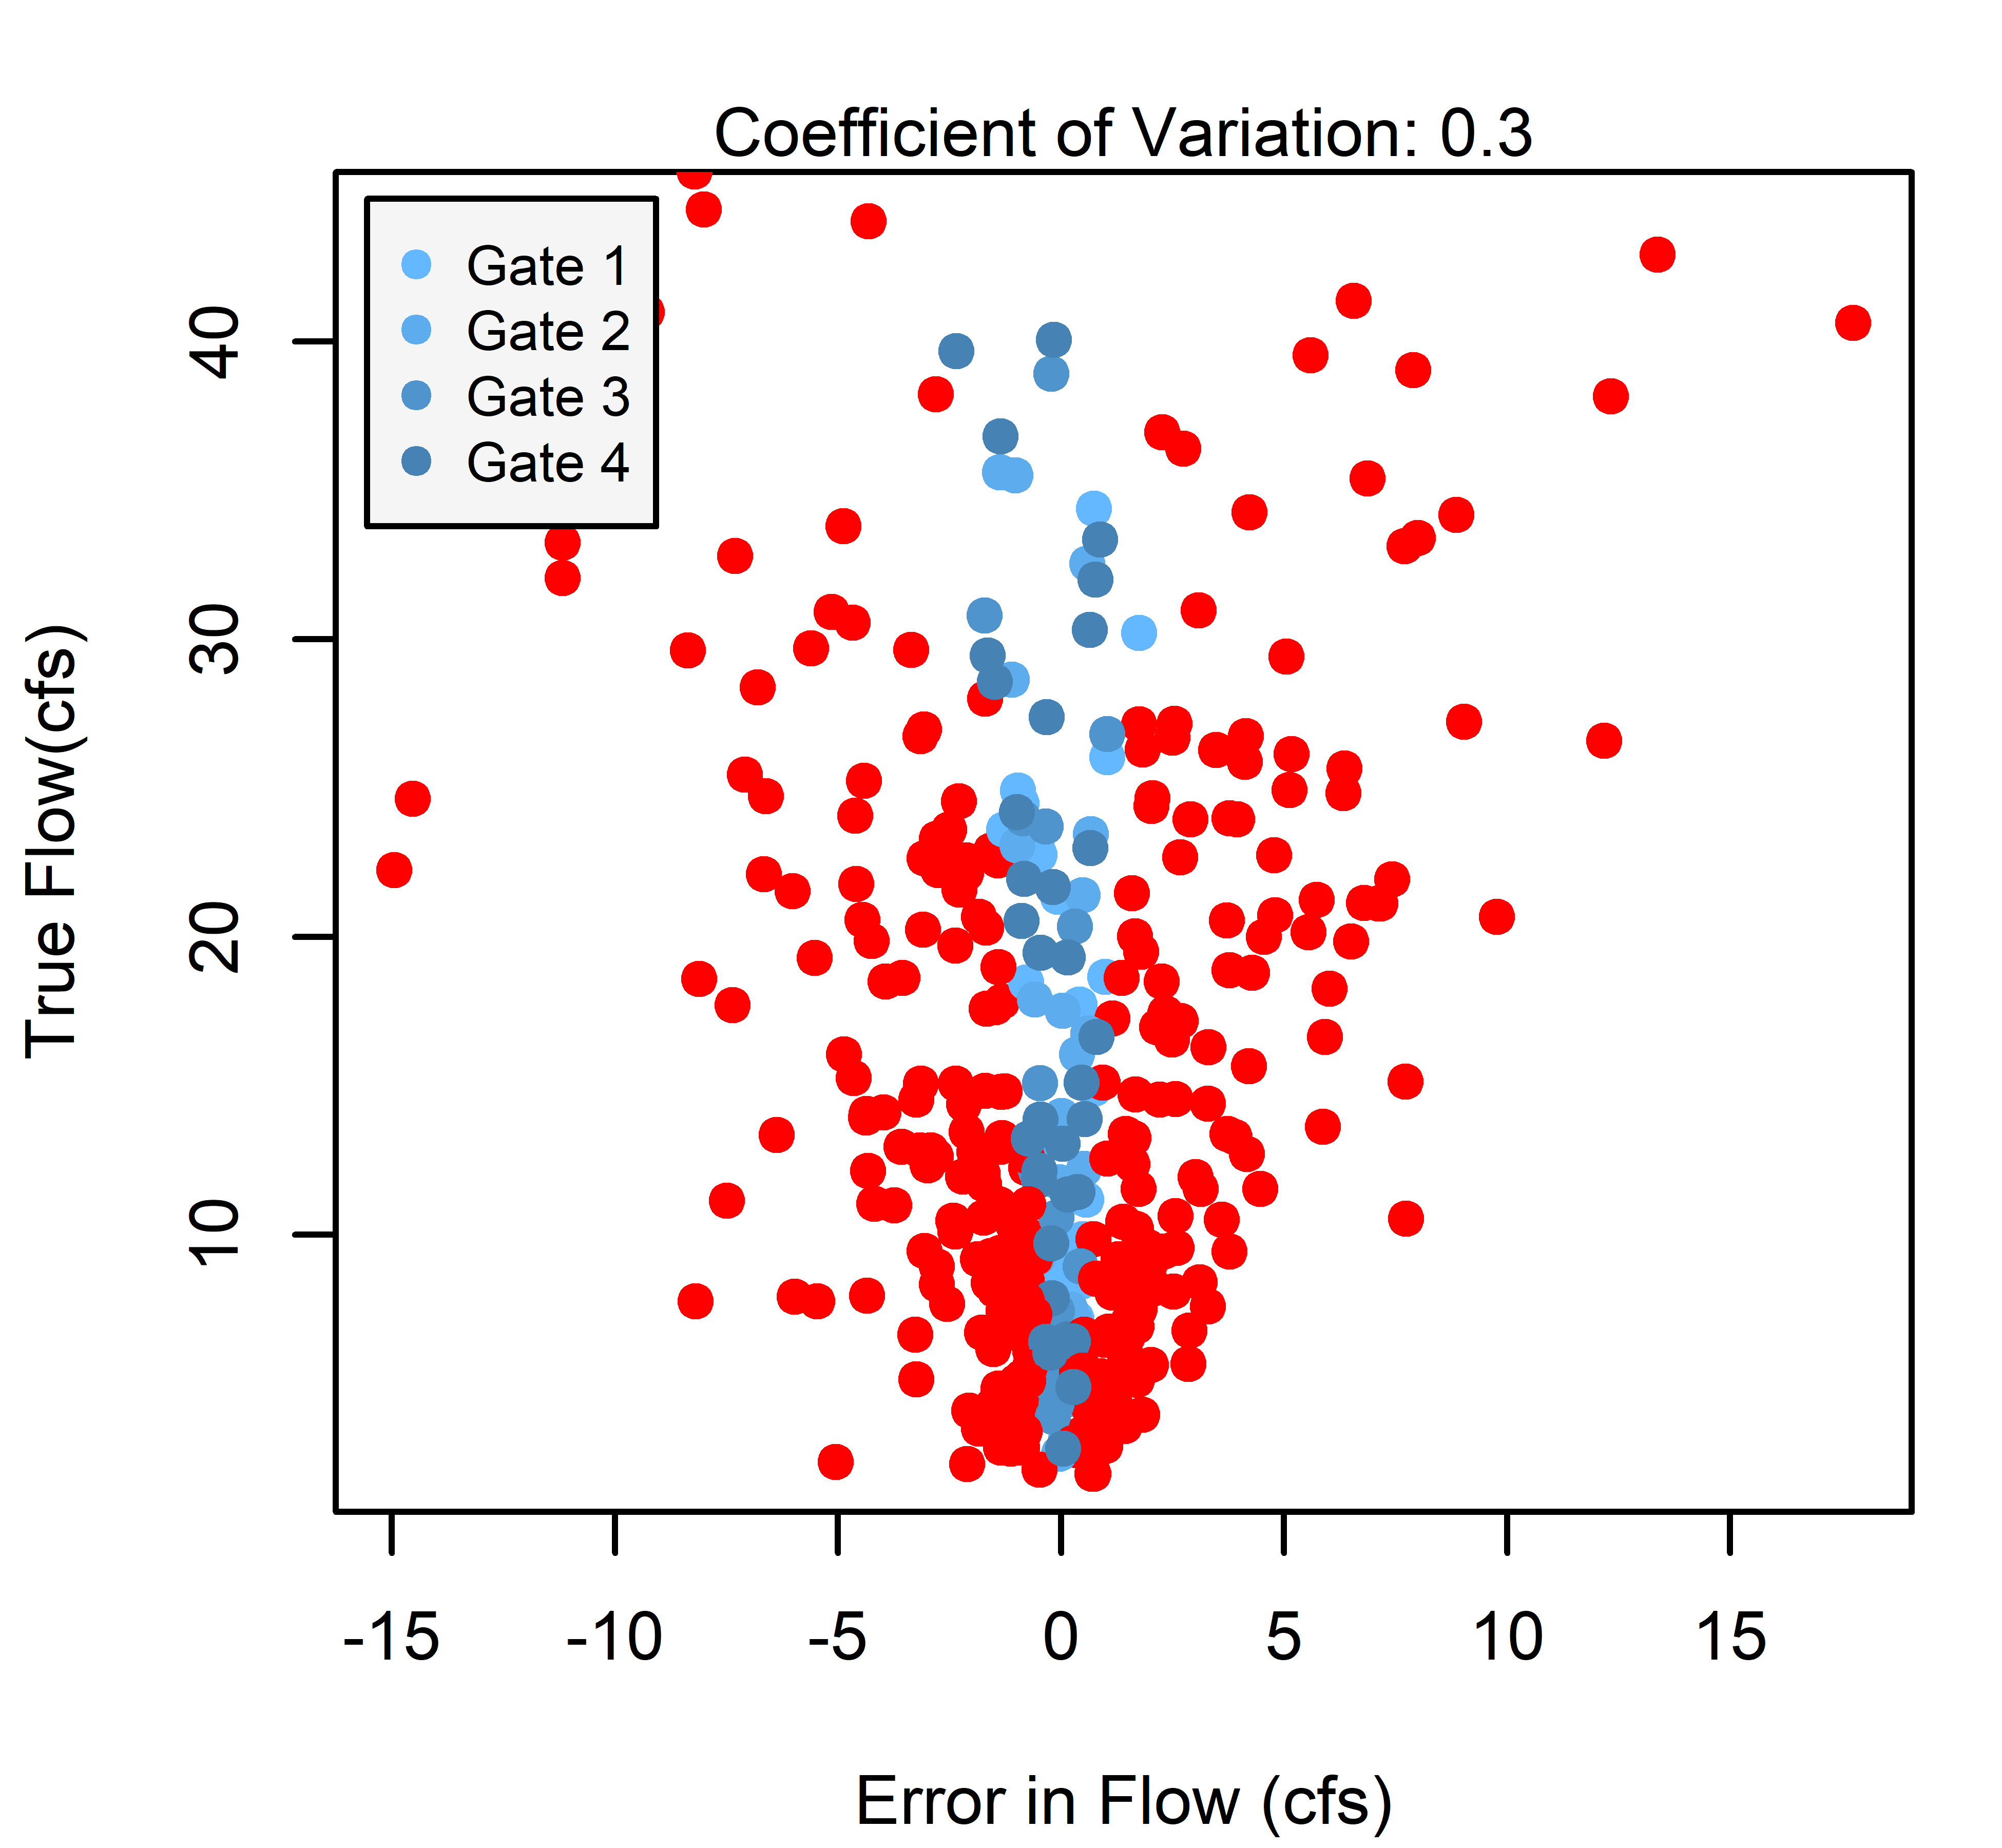 Coefficient of Variation: 0.3
Gate 1
Gate 2
Gate 3
Gate 4
True Flow(cfs)
40
30
20
10
-15 -10 -5 0 5 10 15
Error in Flow (cfs)